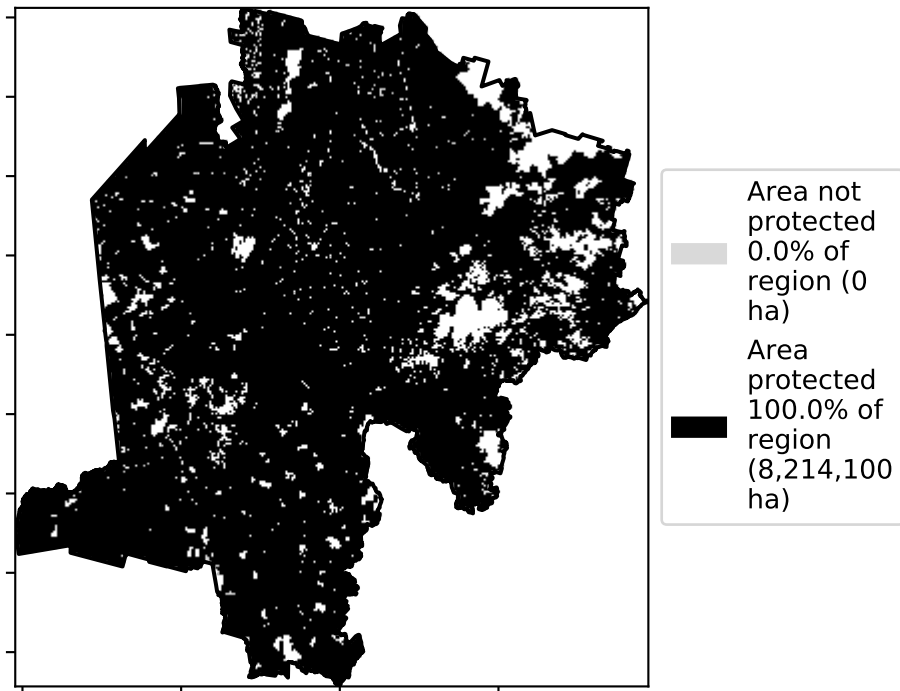 Area not
protected
0.0% of
region (0
ha)
Area
protected
100.0% of
region
(8,214,100
ha)